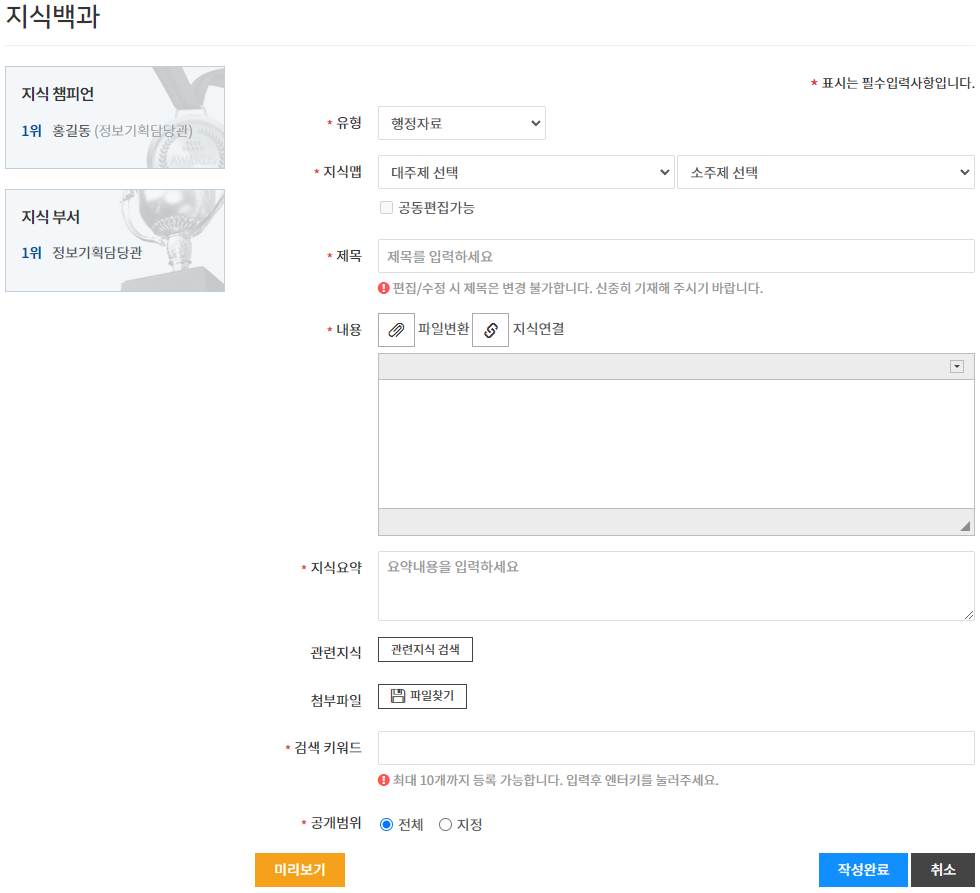 지식백과
지식 챔피언
1위 홍길동 (정보기획담당관)
AWARDS
지식 부서
1위 정보기획담당관
* 표시는 필수입력사항입니다.
* 유형 행정자료
* 지식맵 대주제 선택 소주제 선택
공동편집가능
* 제목 제목를 입력하세요
편집/수정 시 제목은 변경 불가합니다. 신중히 기재해 주시기 바랍니다.
* 내용 파일변환 지식연결
* 지식요약 요약내용을 입력하세요
관련지식 관련지식 검색
첨부파일 파일찾기
* 검색 키워드
최대 10개까지 등록 가능합니다. 입력후 엔터키를 눌러주세요.
* 공개범위 전체 지정
미리보기 작성완료 취소